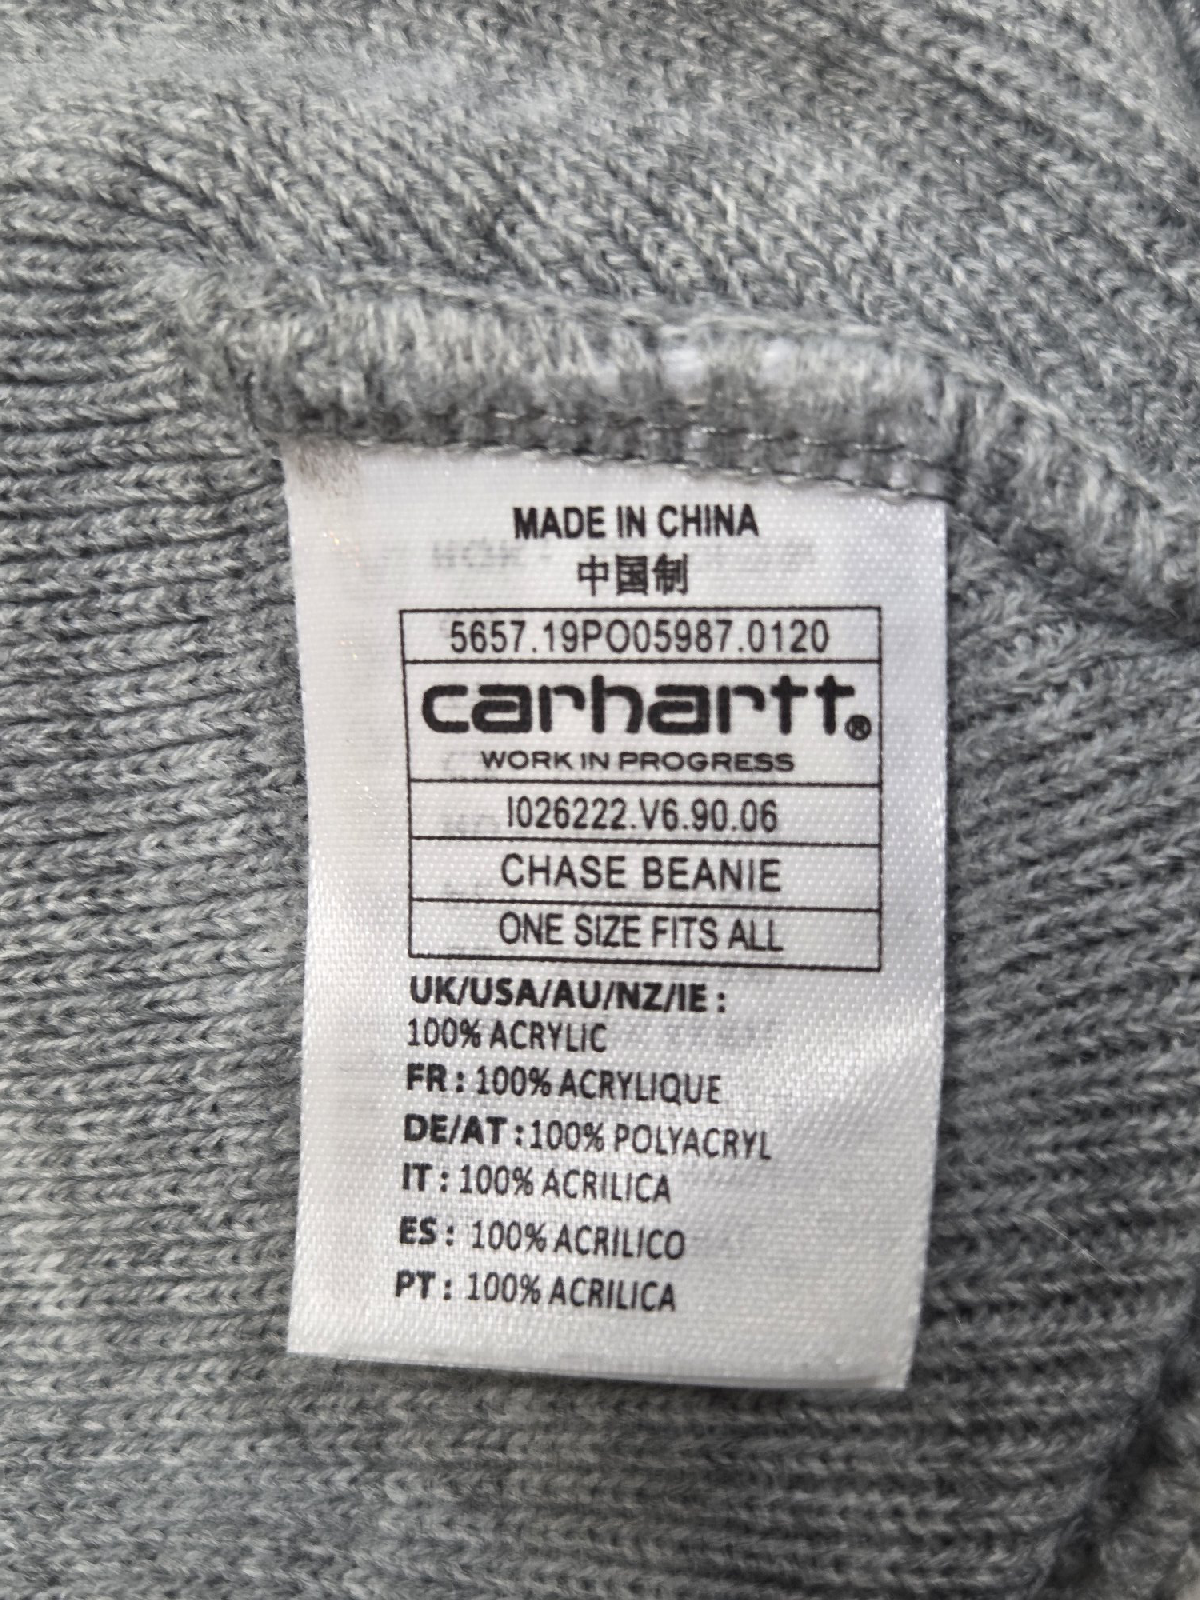 MADE IN CHINA
中国制
5657.19PO05987.0120
carhartt®
WORK IN PROGRESS
I026222.V6.90.06
CHASE BEANIE
ONE SIZE FITS ALL
UK/USA/AU/NZ/IE :
100% ACRYLIC
FR : 100% ACRYLIQUE
DE/AT : 100% POLYACRYL
IT : 100% ACRILICA
ES : 100% ACRILICO
PT : 100% ACRILICA